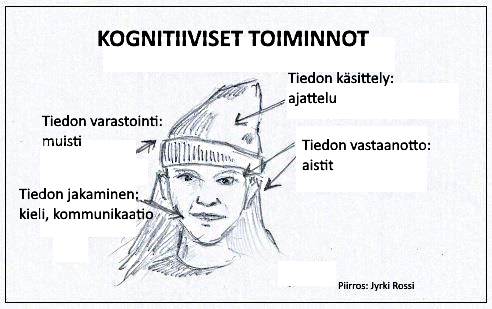 KOGNITIIVISET TOIMINNOT
Tiedon käsittely:
ajattelu
Tiedon varastointi:
muisti
Tiedon vastaanotto:
aistit
Tiedon jakaminen:
kieli, kommunikaatio
Piirros: Jyrki Rossi